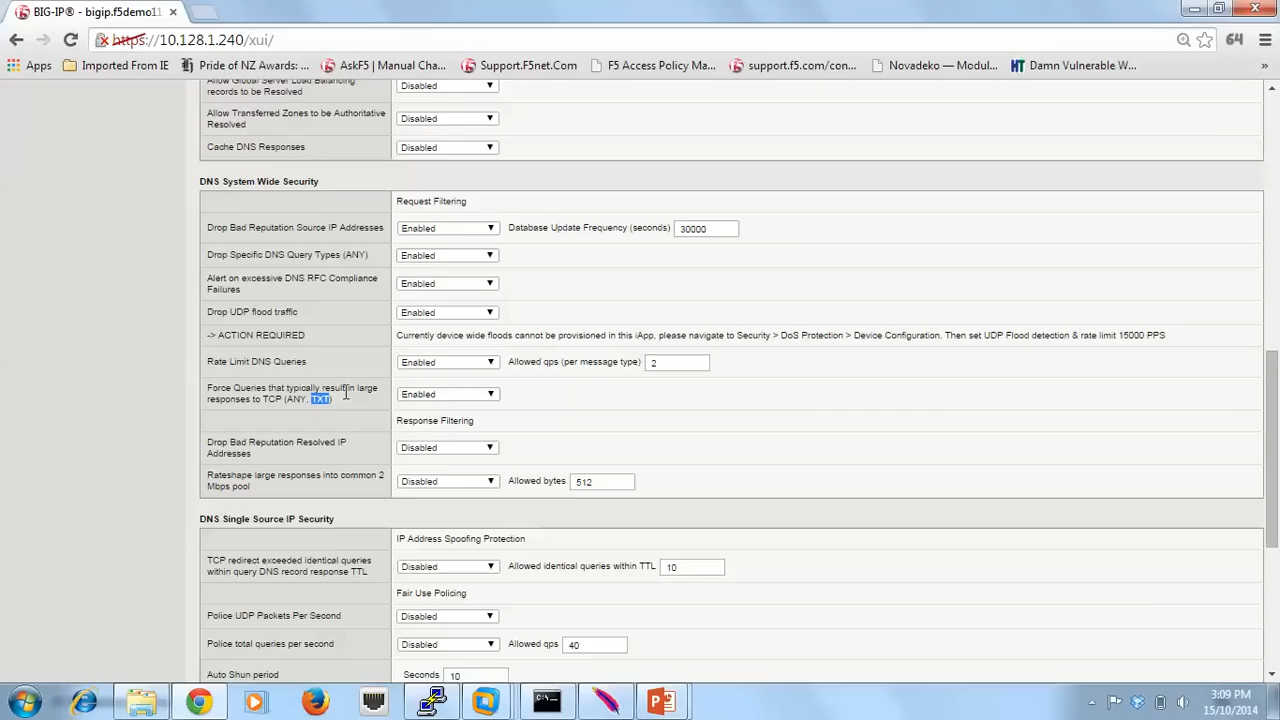 BIG-IP® - bigip.f5demo11
https://10.128.1.240/xui/
64
Apps
Imported From IE
Pride of NZ Awards: ...
AskF5 | Manual Cha...
Support.F5net.Com
F5 Access Policy Ma...
support.f5.com/con...
Novadeko — Modul...
HT Damn Vulnerable W...
»
Allow Global Server Load Balancing
records to be Resolved
Disabled
Allow Transferred Zones to be Authoritative
Resolved
Disabled
Cache DNS Responses
Disabled
DNS System Wide Security
Request Filtering
Drop Bad Reputation Source IP Addresses
Enabled
Database Update Frequency (seconds) 30000
Drop Specific DNS Query Types (ANY)
Enabled
Alert on excessive DNS RFC Compliance
Failures
Enabled
Drop UDP flood traffic
Enabled
-> ACTION REQUIRED
Currently device wide floods cannot be provisioned in this iApp, please navigate to Security > DoS Protection > Device Configuration. Then set UDP Flood detection & rate limit 15000 PPS
Rate Limit DNS Queries
Enabled
Allowed qps (per message type) 2
Force Queries that typically result in large
responses to TCP (ANY, TXT)
Enabled
Response Filtering
Drop Bad Reputation Resolved IP
Addresses
Disabled
Rateshape large responses into common 2
Mbps pool
Disabled
Allowed bytes 512
DNS Single Source IP Security
IP Address Spoofing Protection
TCP redirect exceeded identical queries
within query DNS record response TTL
Disabled
Allowed identical queries within TTL 10
Fair Use Policing
Police UDP Packets Per Second
Disabled
Police total queries per second
Disabled
Allowed qps 40
Auto Shun period
Seconds 10
3:09 PM
15/10/2014